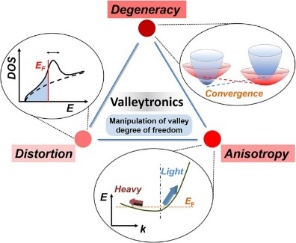 Degeneracy
DOS
E_F
E
Convergence
Valleytronics
Manipulation of valley
degree of freedom
Distortion
Anisotropy
Heavy
Light
E
E_F
k